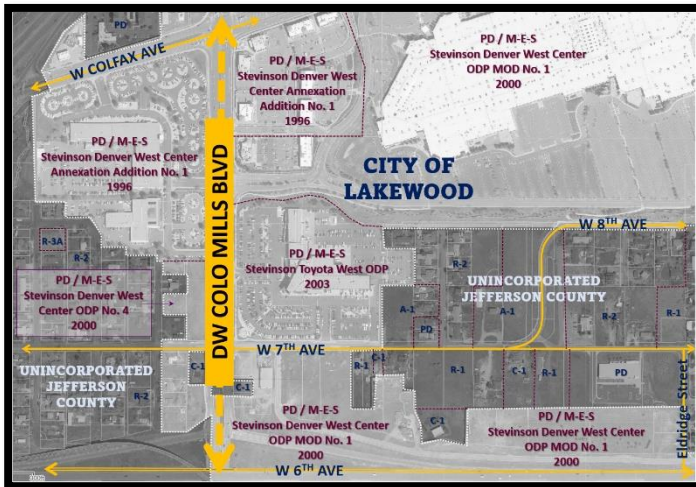 PD
W COLFAX AVE
PD / M-E-S
Stevinson Denver West
Center Annexation
Addition No. 1
1996
PD / M-E-S
Stevinson Denver West Center
ODP MOD No. 1
2000
PD / M-E-S
Stevinson Denver West Center
Annexation Addition No. 1
1996
DW COLO MILLS BLVD
CITY OF
LAKEWOOD
W 8TH AVE
R-3A
R-2
PD / M-E-S
Stevinson Toyota West ODP
2003
R-2
UNINCORPORATED
JEFFERSON COUNTY
PD / M-E-S
Stevinson Denver West
Center ODP No. 4
2000
A-1
A-1
R-2
R-1
PD
W 7TH AVE
UNINCORPORATED
JEFFERSON
COUNTY
C-1
C-1
R-1
C-1
R-1
C-1
R-1
PD
R-2
C-1
PD / M-E-S
Stevinson Denver West Center
ODP MOD No. 1
2000
PD / M-E-S
Stevinson Denver West Center
ODP MOD No. 1
2000
Eldridge Street
W 6TH AVE